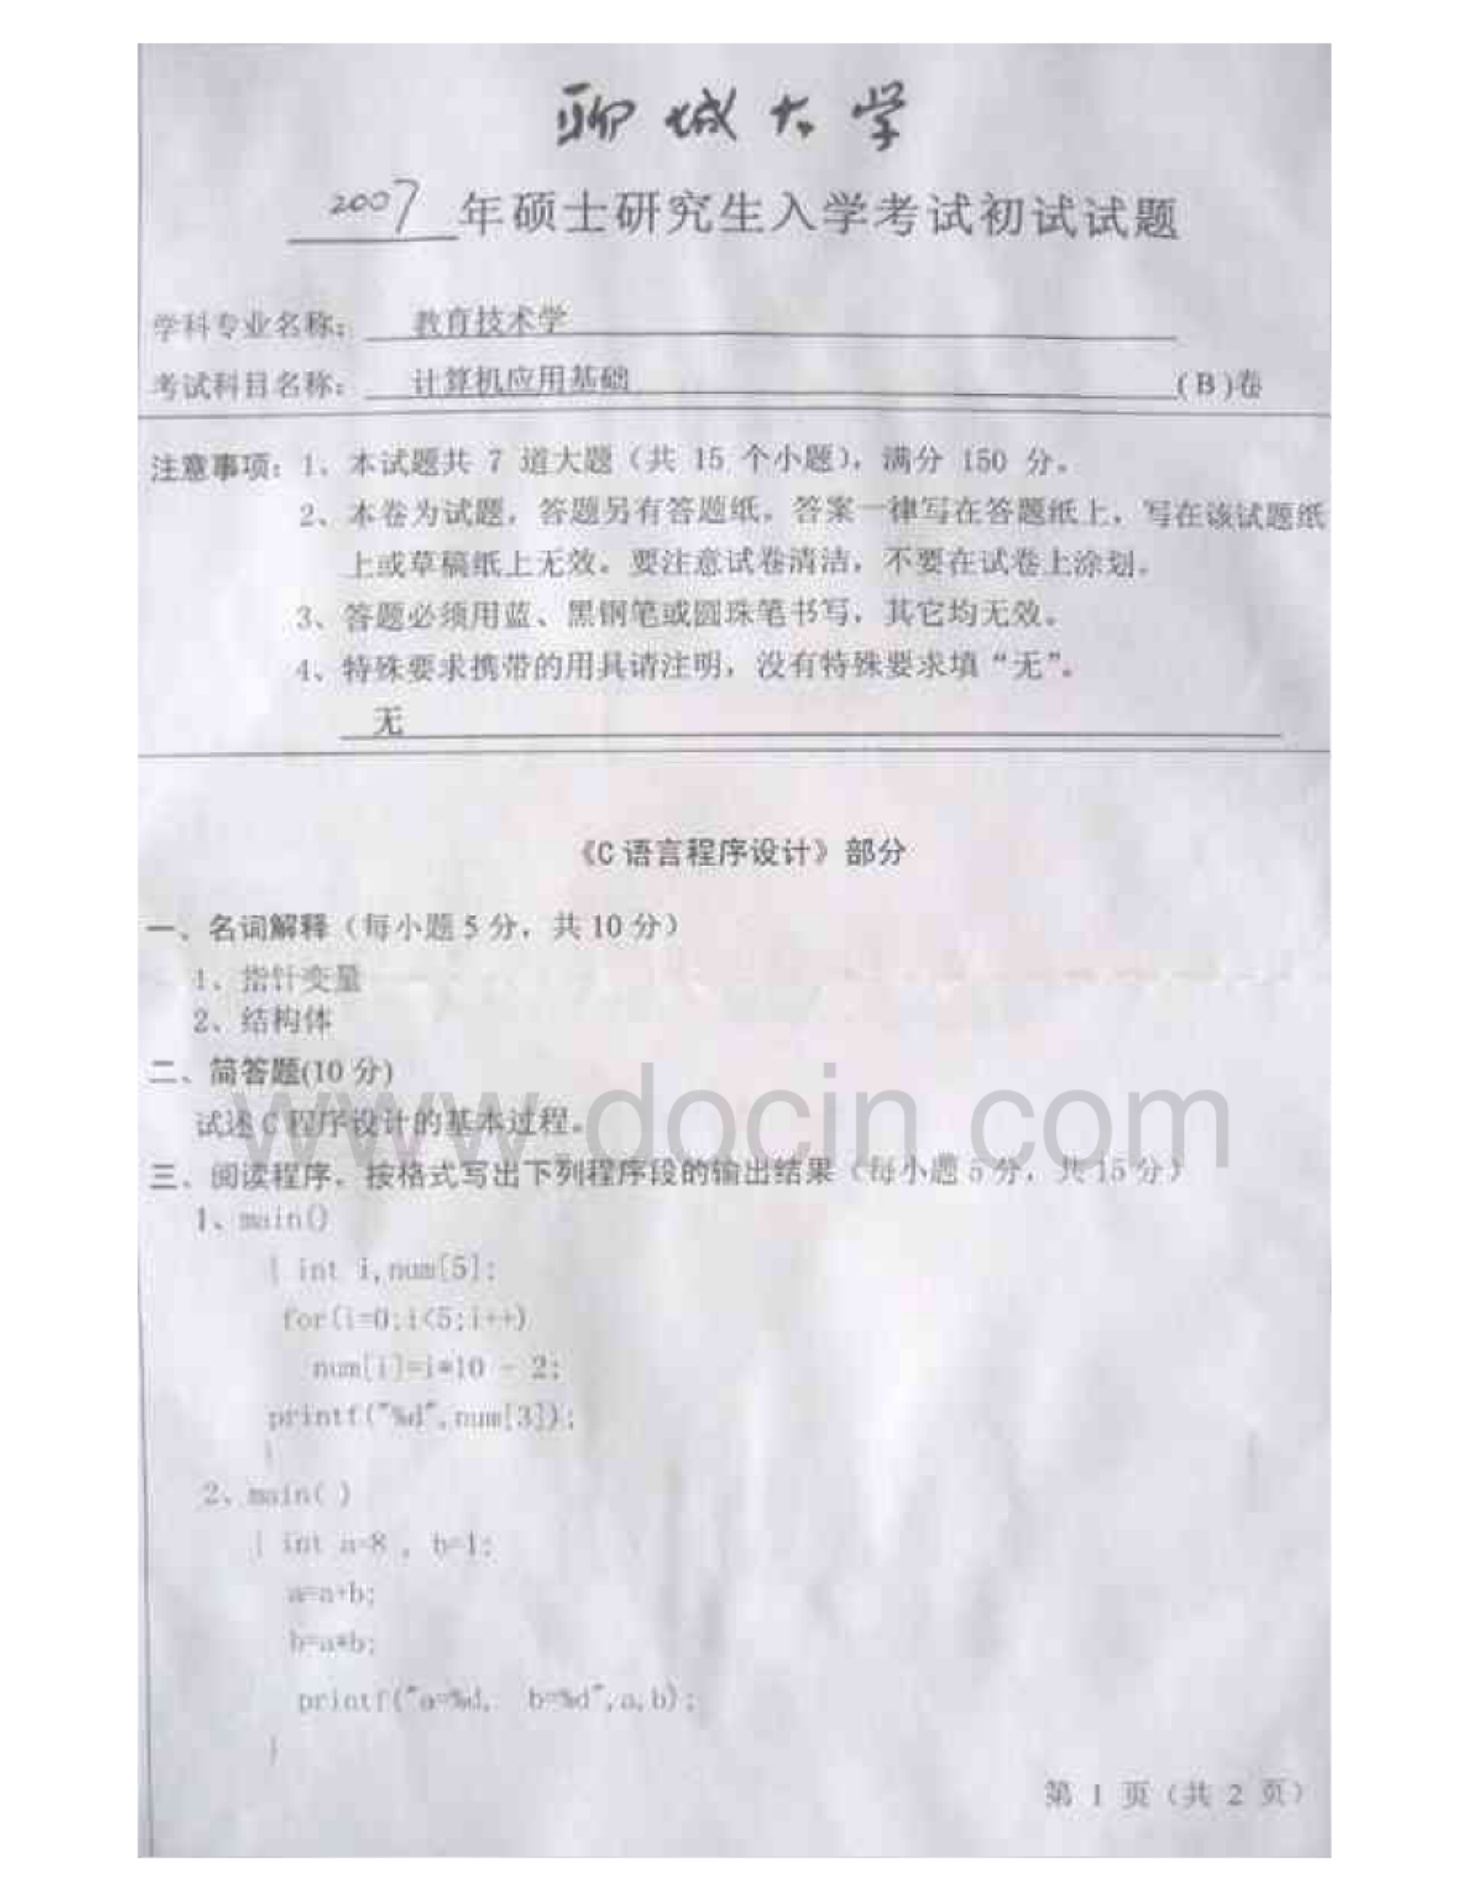 聊城大学
2007 年硕士研究生入学考试初试试题
学科专业名称: 教育技术学
考试科目名称: 计算机应用基础 (B)卷
注意事项: 1、本试题共 7 道大题（共 15 个小题），满分 150 分。
2、本卷为试题，答题另有答题纸。答案一律写在答题纸上，写在该试题纸
上或草稿纸上无效。要注意试卷清洁，不要在试卷上涂划。
3、答题必须用蓝、黑钢笔或圆珠笔书写，其它均无效。
4、特殊要求携带的用具请注明，没有特殊要求填“无”。
无
《C 语言程序设计》部分
一、名词解释（每小题 5 分，共 10 分）
1、指针变量
2、结构体
二、简答题(10 分)
试述 C 程序设计的基本过程。
www.docin.com
三、阅读程序，按格式写出下列程序段的输出结果（每小题 5 分，共 15 分）
1、main()
{ int i,num[5];
for(i=0;i<5;i++)
num[i]=i*10 - 2;
printf("%d",num[3]);
}
2、main( )
{ int a=8 , b=1;
a=a+b;
b=a*b;
printf("a=%d, b=%d",a,b);
}
第 1 页（共 2 页）